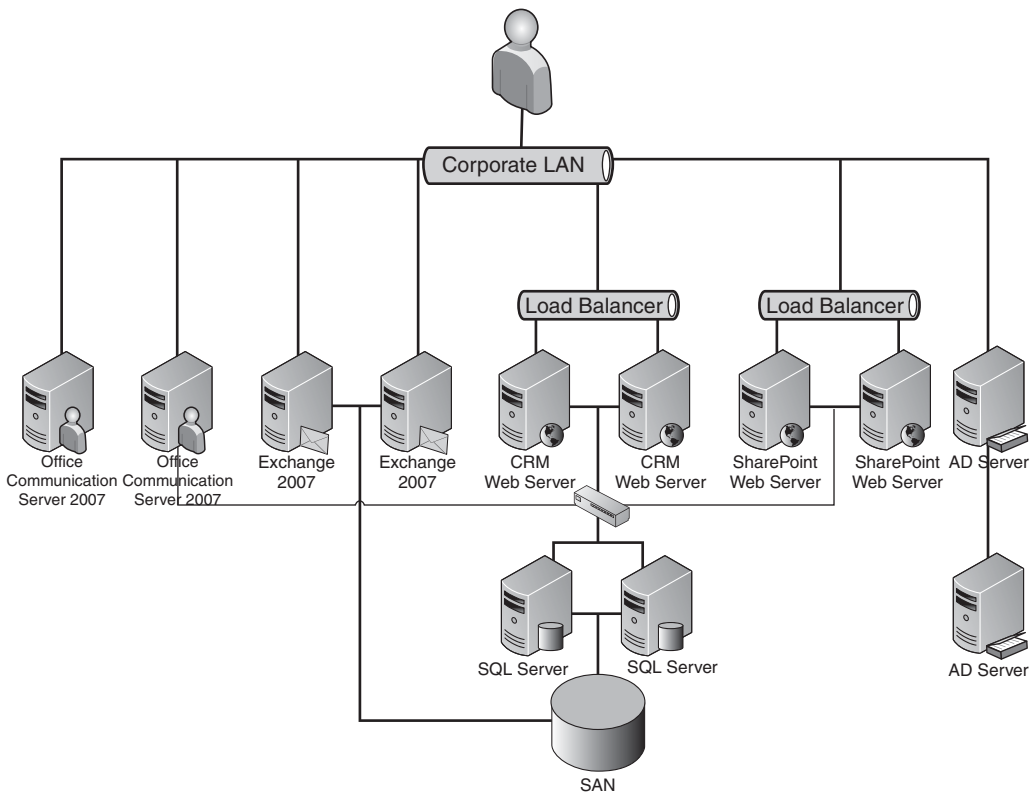 Corporate LAN
Load Balancer
Load Balancer
Office
Communication
Server 2007
Office
Communication
Server 2007
Exchange
2007
Exchange
2007
CRM
Web Server
CRM
Web Server
SharePoint
Web Server
SharePoint
Web Server
AD Server
SQL Server
SQL Server
AD Server
SAN